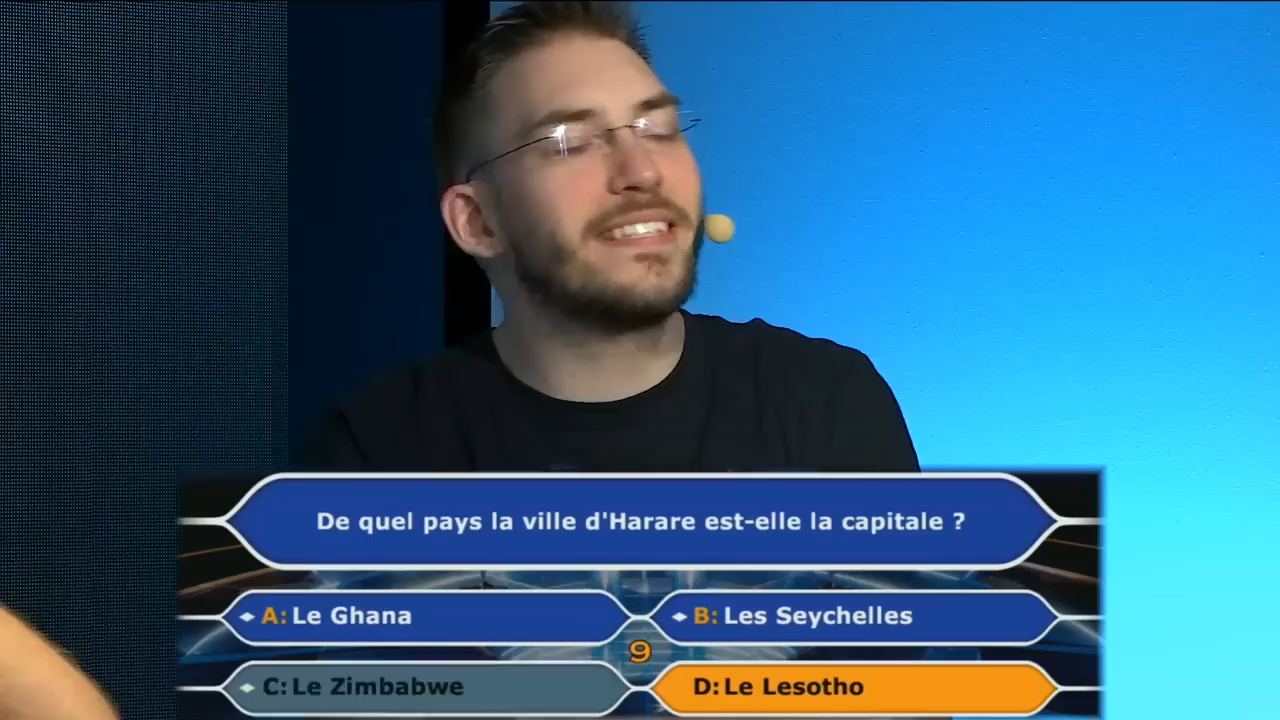 De quel pays la ville d'Harare est-elle la capitale ?
A: Le Ghana
B: Les Seychelles
9
C: Le Zimbabwe
D: Le Lesotho